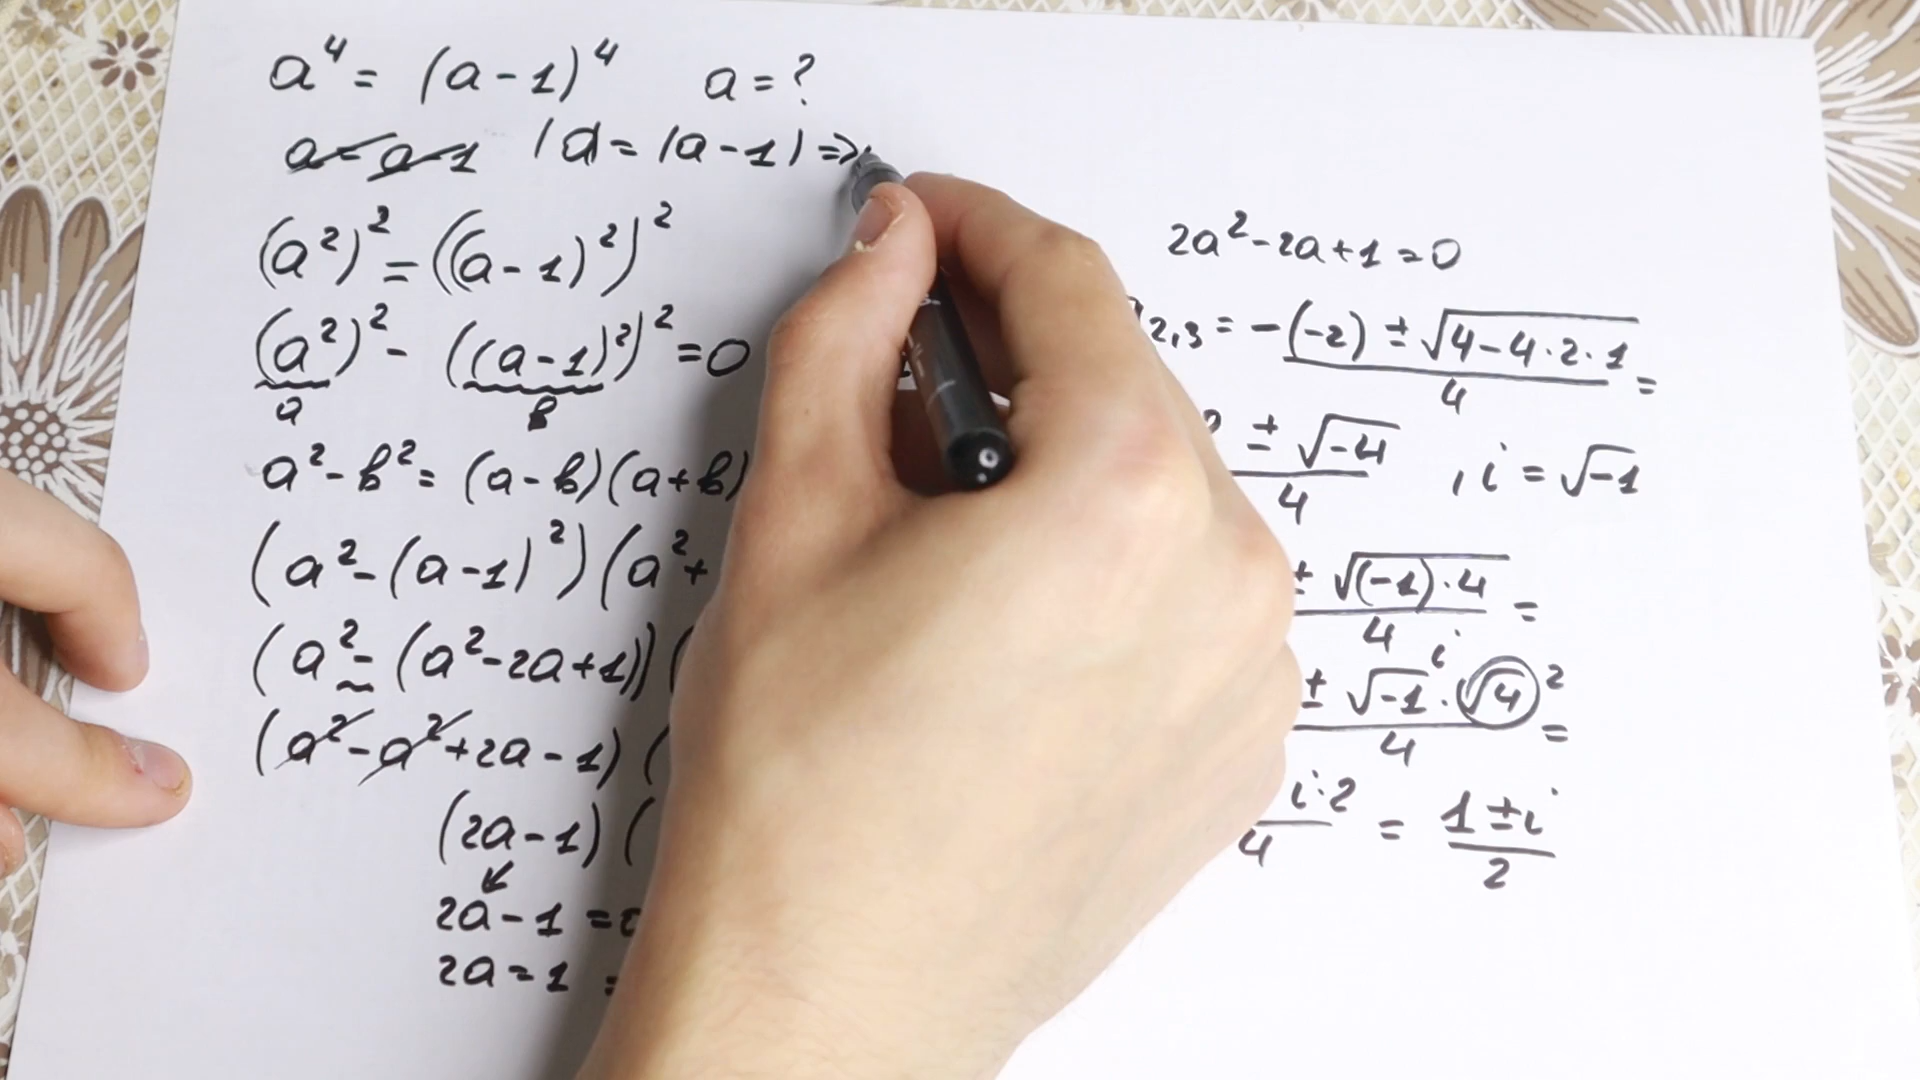 a⁴ = (a-1)⁴ a = ?
a = a-1 |a| = |a-1| =>
(a²)² = ((a-1)²)²
(a²)² - ((a-1)²)² = 0
a в
a² - в² = (a-в)(a+в)
(a² - (a-1)²)(a² +
(a² - (a²-2a+1))(
(a² - a² + 2a - 1)(
(2a-1)(
↙
2a - 1 =
2a = 1 =
2a² - 2a + 1 = 0
2,3 = -(-2) ± √4-4·2·1 =
4
± √-4 , i = √-1
4
± √(-1)·4 =
4
i
± √-1 · √4 2 =
4
i·2 = 1±i
4 2